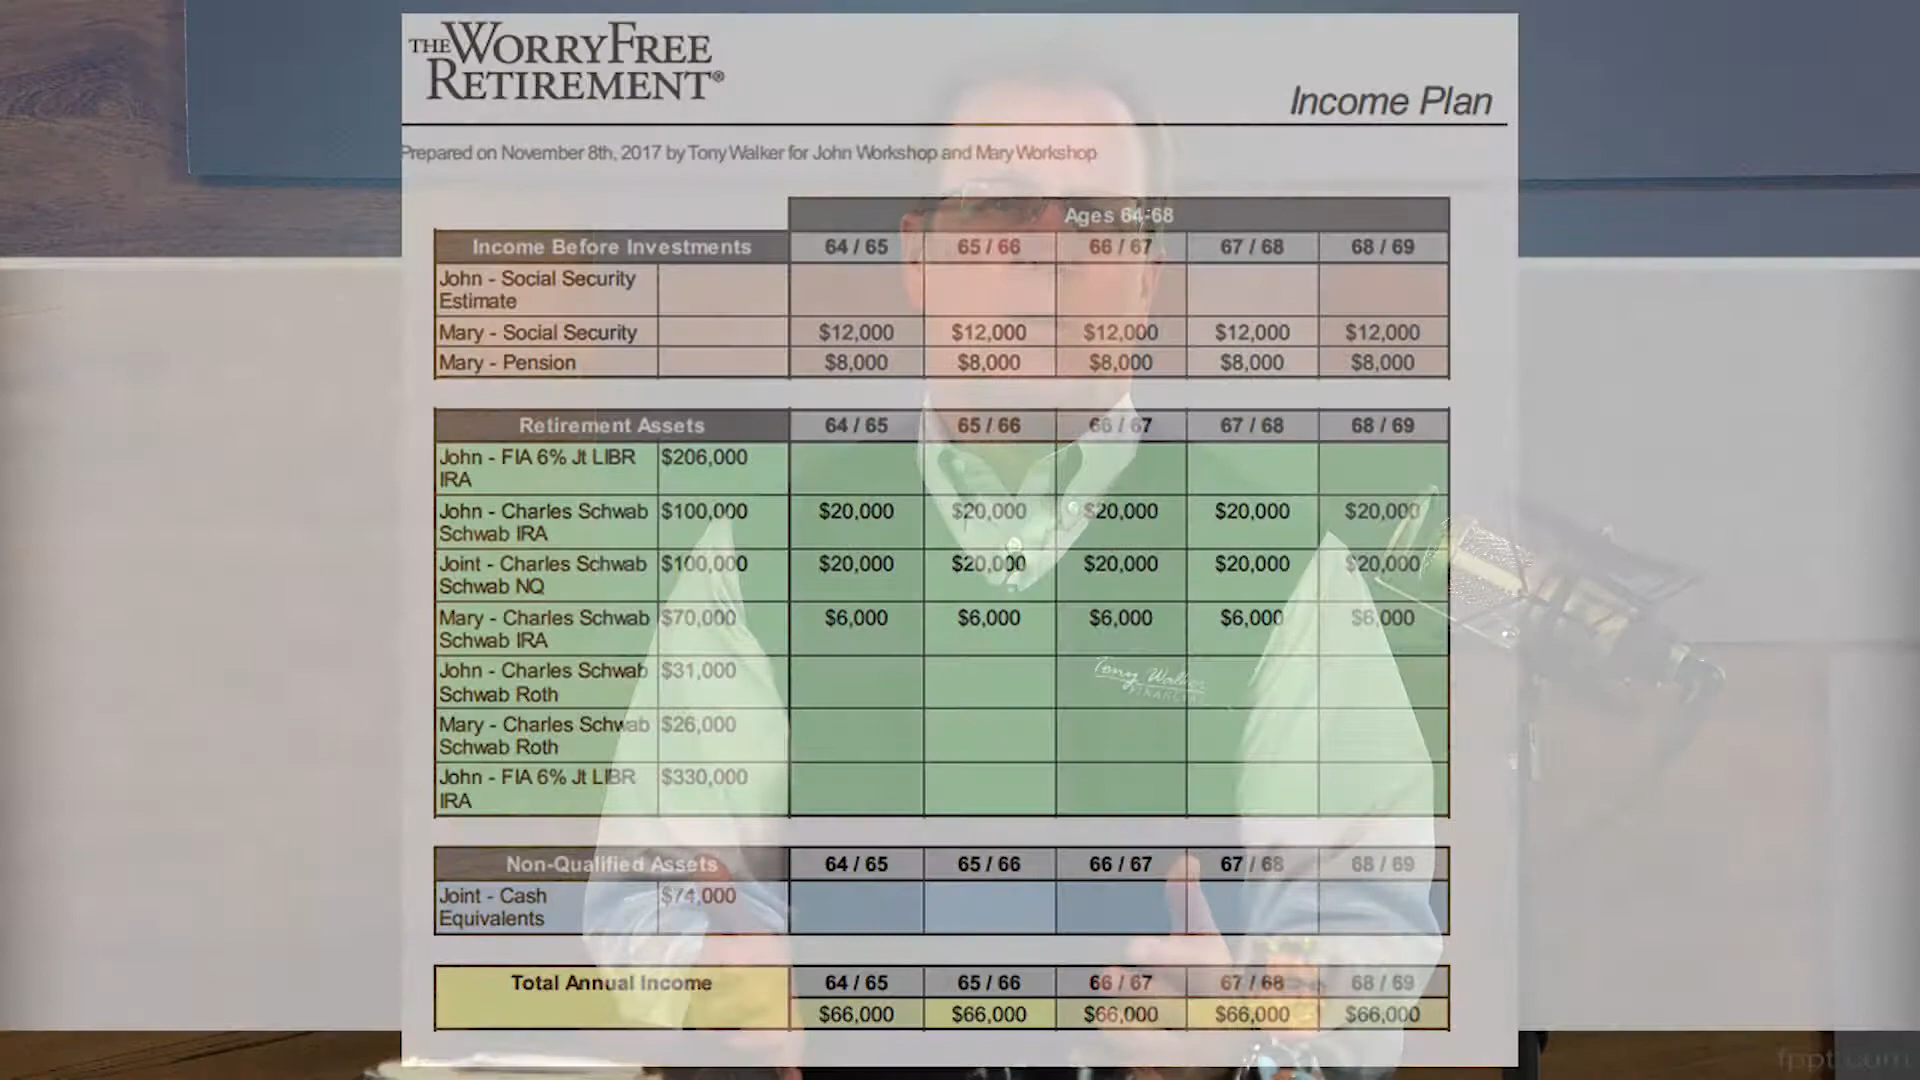 THE WORRYFREE
RETIREMENT®
Income Plan
Prepared on November 8th, 2017 by Tony Walker for John Workshop and Mary Workshop
Ages 64-68
Income Before Investments 64 / 65 65 / 66 66 / 67 67 / 68 68 / 69
John - Social Security
Estimate
Mary - Social Security $12,000 $12,000 $12,000 $12,000 $12,000
Mary - Pension $8,000 $8,000 $8,000 $8,000 $8,000
Retirement Assets 64 / 65 65 / 66 66 / 67 67 / 68 68 / 69
John - FIA 6% Jt LIBR $206,000
IRA
John - Charles Schwab $100,000 $20,000 $20,000 $20,000 $20,000 $20,000
Schwab IRA
Joint - Charles Schwab $100,000 $20,000 $20,000 $20,000 $20,000 $20,000
Schwab NQ
Mary - Charles Schwab $70,000 $6,000 $6,000 $6,000 $6,000 $6,000
Schwab IRA
John - Charles Schwab $31,000
Schwab Roth
Tony Walker
FINANCIAL
Mary - Charles Schwab $26,000
Schwab Roth
John - FIA 6% Jt LIBR $330,000
IRA
Non-Qualified Assets 64 / 65 65 / 66 66 / 67 67 / 68 68 / 69
Joint - Cash $74,000
Equivalents
Total Annual Income 64 / 65 65 / 66 66 / 67 67 / 68 68 / 69
$66,000 $66,000 $66,000 $66,000 $66,000
fppt.com